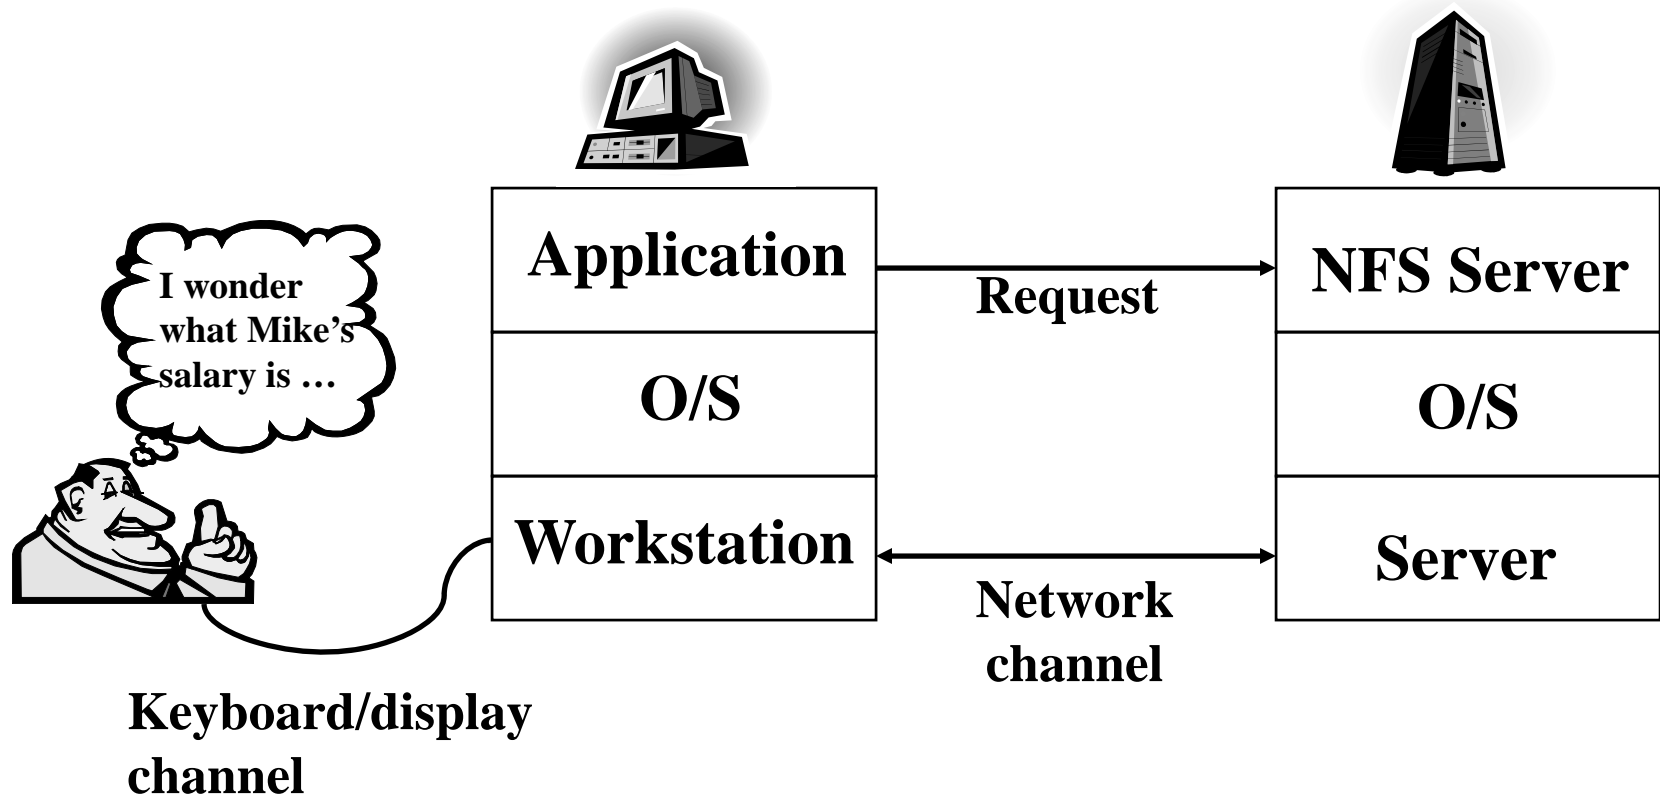 I wonder
what Mike’s
salary is …
Application
O/S
Workstation
Request
Network
channel
NFS Server
O/S
Server
Keyboard/display
channel